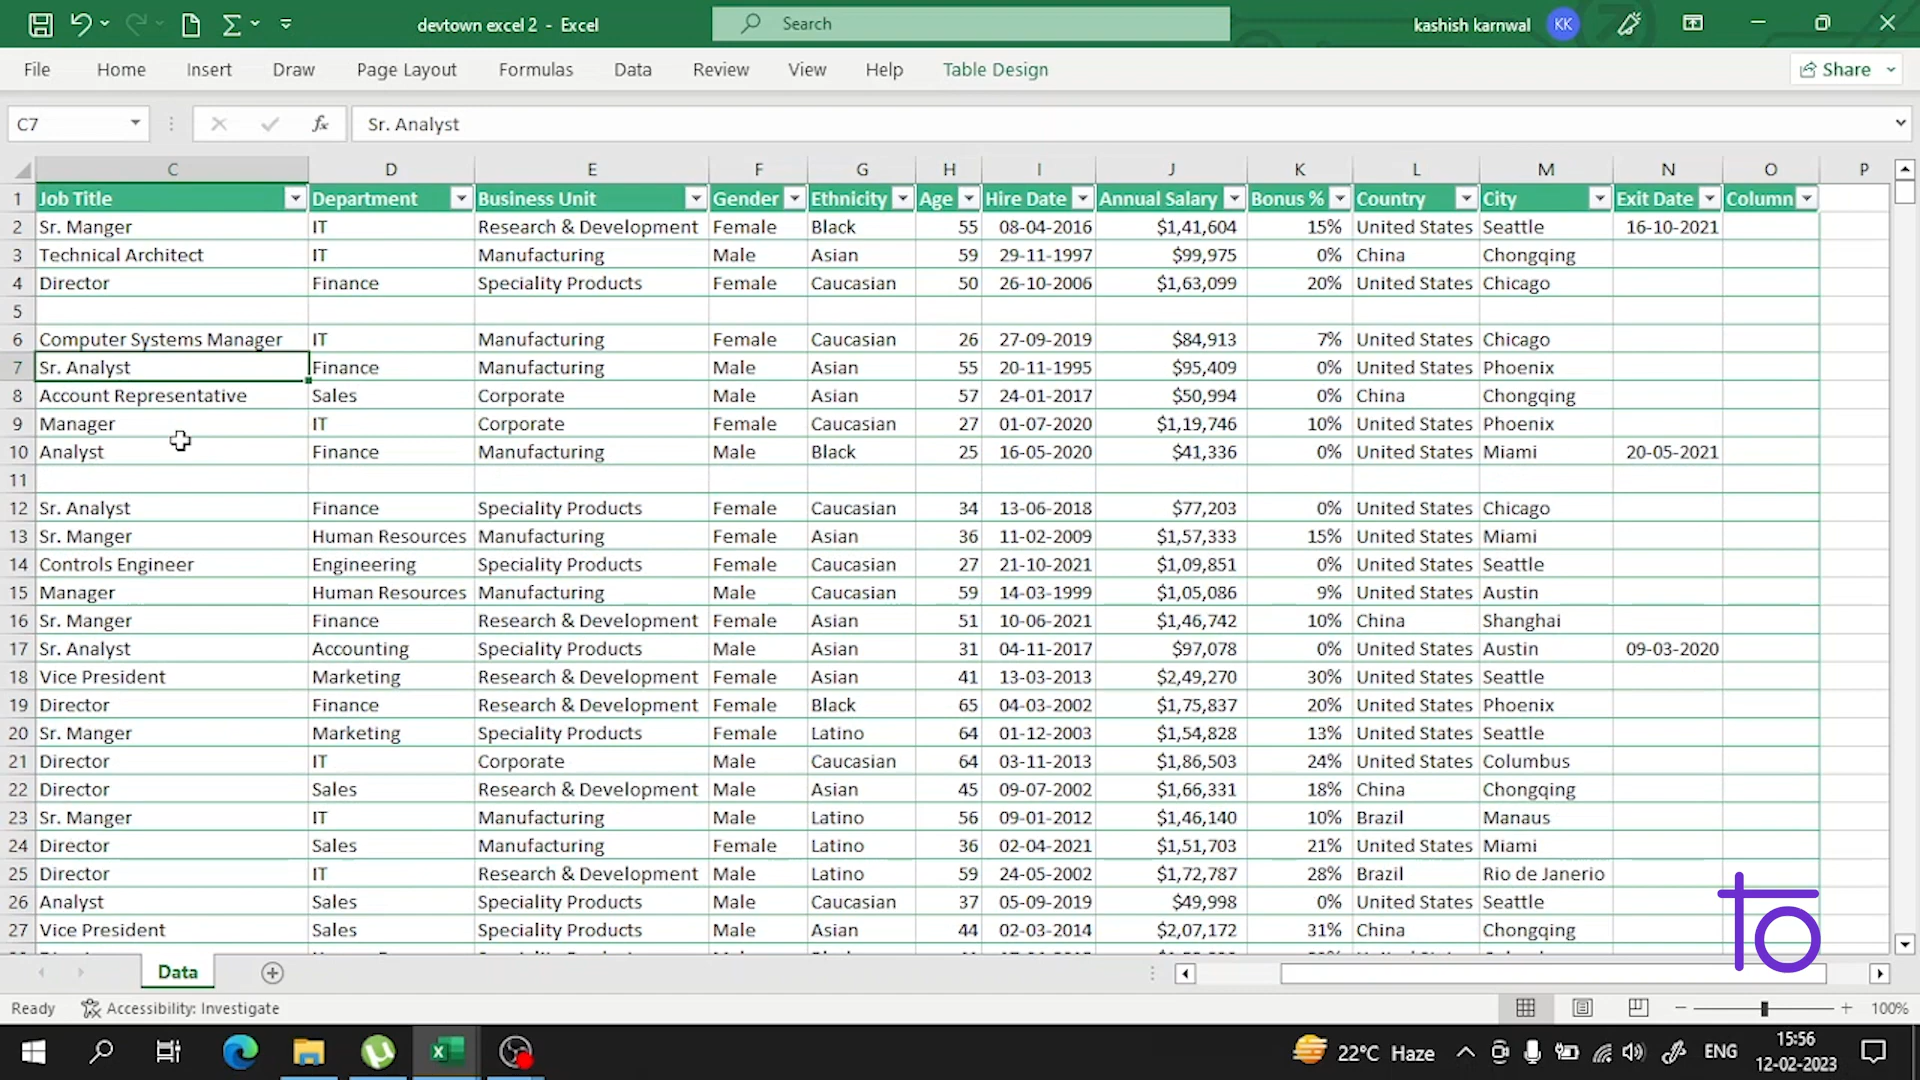 devtown excel 2 - Excel
Search
kashish karnwal KK
File Home Insert Draw Page Layout Formulas Data Review View Help Table Design Share
C7 fx Sr. Analyst
C D E F G H I J K L M N O P
1 Job Title Department Business Unit Gender Ethnicity Age Hire Date Annual Salary Bonus % Country City Exit Date Column
2 Sr. Manger IT Research & Development Female Black 55 08-04-2016 $1,41,604 15% United States Seattle 16-10-2021
3 Technical Architect IT Manufacturing Male Asian 59 29-11-1997 $99,975 0% China Chongqing
4 Director Finance Speciality Products Female Caucasian 50 26-10-2006 $1,63,099 20% United States Chicago
5
6 Computer Systems Manager IT Manufacturing Female Caucasian 26 27-09-2019 $84,913 7% United States Chicago
7 Sr. Analyst Finance Manufacturing Male Asian 55 20-11-1995 $95,409 0% United States Phoenix
8 Account Representative Sales Corporate Male Asian 57 24-01-2017 $50,994 0% China Chongqing
9 Manager IT Corporate Female Caucasian 27 01-07-2020 $1,19,746 10% United States Phoenix
10 Analyst Finance Manufacturing Male Black 25 16-05-2020 $41,336 0% United States Miami 20-05-2021
11
12 Sr. Analyst Finance Speciality Products Female Caucasian 34 13-06-2018 $77,203 0% United States Chicago
13 Sr. Manger Human Resources Manufacturing Female Asian 36 11-02-2009 $1,57,333 15% United States Miami
14 Controls Engineer Engineering Speciality Products Female Caucasian 27 21-10-2021 $1,09,851 0% United States Seattle
15 Manager Human Resources Manufacturing Male Caucasian 59 14-03-1999 $1,05,086 9% United States Austin
16 Sr. Manger Finance Research & Development Female Asian 51 10-06-2021 $1,46,742 10% China Shanghai
17 Sr. Analyst Accounting Speciality Products Male Asian 31 04-11-2017 $97,078 0% United States Austin 09-03-2020
18 Vice President Marketing Research & Development Female Asian 41 13-03-2013 $2,49,270 30% United States Seattle
19 Director Finance Research & Development Female Black 65 04-03-2002 $1,75,837 20% United States Phoenix
20 Sr. Manger Marketing Speciality Products Female Latino 64 01-12-2003 $1,54,828 13% United States Seattle
21 Director IT Corporate Male Caucasian 64 03-11-2013 $1,86,503 24% United States Columbus
22 Director Sales Research & Development Male Asian 45 09-07-2002 $1,66,331 18% China Chongqing
23 Sr. Manger IT Manufacturing Male Latino 56 09-01-2012 $1,46,140 10% Brazil Manaus
24 Director Sales Manufacturing Female Latino 36 02-04-2021 $1,51,703 21% United States Miami
25 Director IT Research & Development Male Latino 59 24-05-2002 $1,72,787 28% Brazil Rio de Janerio
26 Analyst Sales Speciality Products Male Caucasian 37 05-09-2019 $49,998 0% United States Seattle
27 Vice President Sales Speciality Products Male Asian 44 02-03-2014 $2,07,172 31% China Chongqing
Data
Ready Accessibility: Investigate 100%
22°C Haze ENG 15:56
12-02-2023